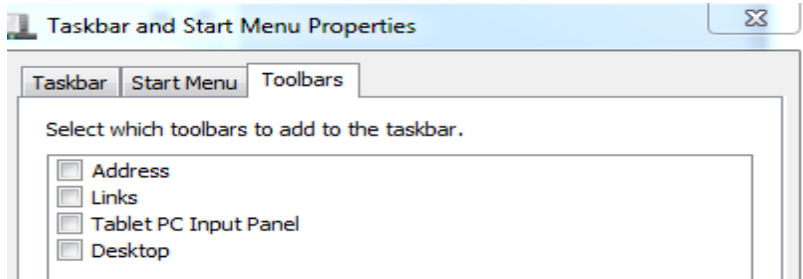 Taskbar and Start Menu Properties
Taskbar Start Menu Toolbars
Select which toolbars to add to the taskbar.
Address
Links
Tablet PC Input Panel
Desktop